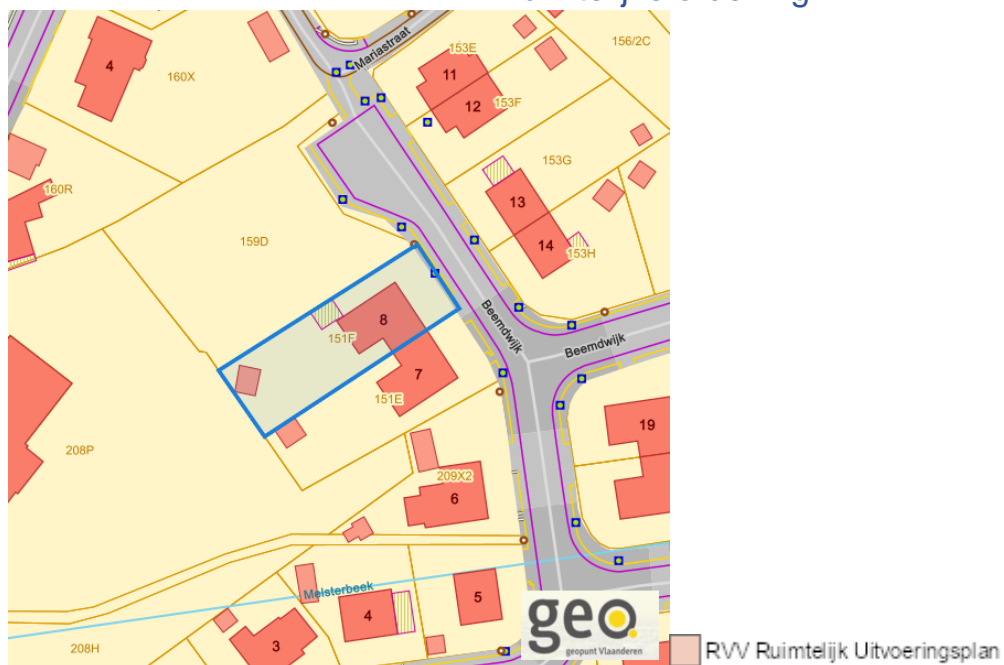 Mariastraat
153E
156/2C
4
160X
11
12
153F
153G
160R
13
14
153H
159D
Beemdwijk
Beemdwijk
8
151F
7
151E
19
208P
209X2
6
Meisterbeek
4
5
3
208H
geo.
geopunt Vlaanderen
RVV Ruimtelijk Uitvoeringsplan